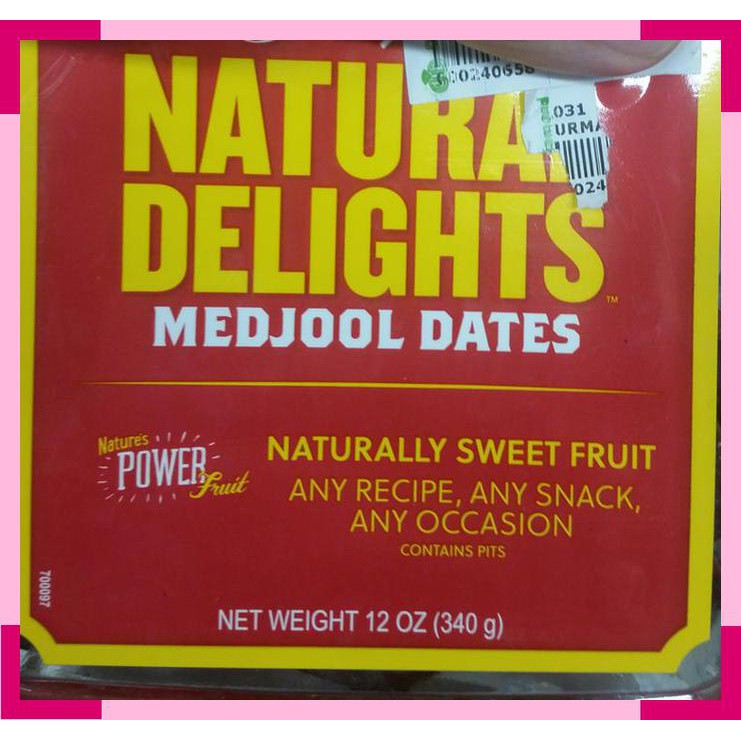 NATURAL
DELIGHTS™
MEDJOOL DATES
Nature's
POWER
Fruit
NATURALLY SWEET FRUIT
ANY RECIPE, ANY SNACK,
ANY OCCASION
CONTAINS PITS
NET WEIGHT 12 OZ (340 g)
700097